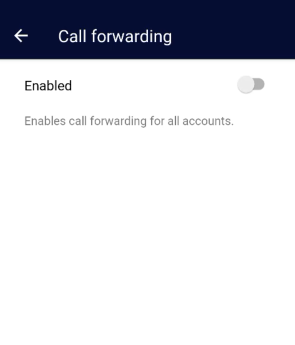 Call forwarding
Enabled
Enables call forwarding for all accounts.